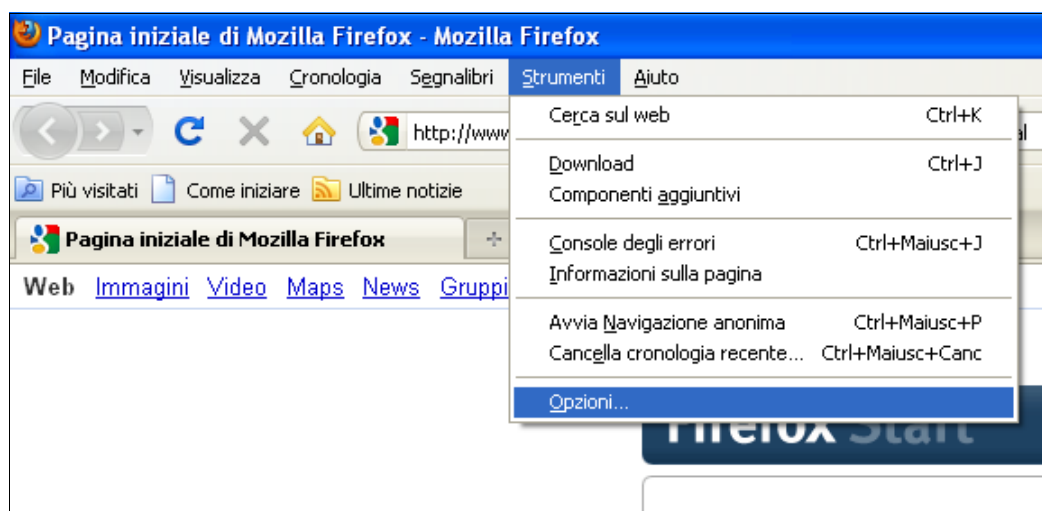 Pagina iniziale di Mozilla Firefox - Mozilla Firefox
File Modifica Visualizza Cronologia Segnalibri Strumenti Aiuto
http://www
Più visitati Come iniziare Ultime notizie
Pagina iniziale di Mozilla Firefox
Web Immagini Video Maps News Gruppi
Cerca sul web Ctrl+K
Download Ctrl+J
Componenti aggiuntivi
Console degli errori Ctrl+Maiusc+J
Informazioni sulla pagina
Avvia Navigazione anonima Ctrl+Maiusc+P
Cancella cronologia recente... Ctrl+Maiusc+Canc
Opzioni...
Firefox Start